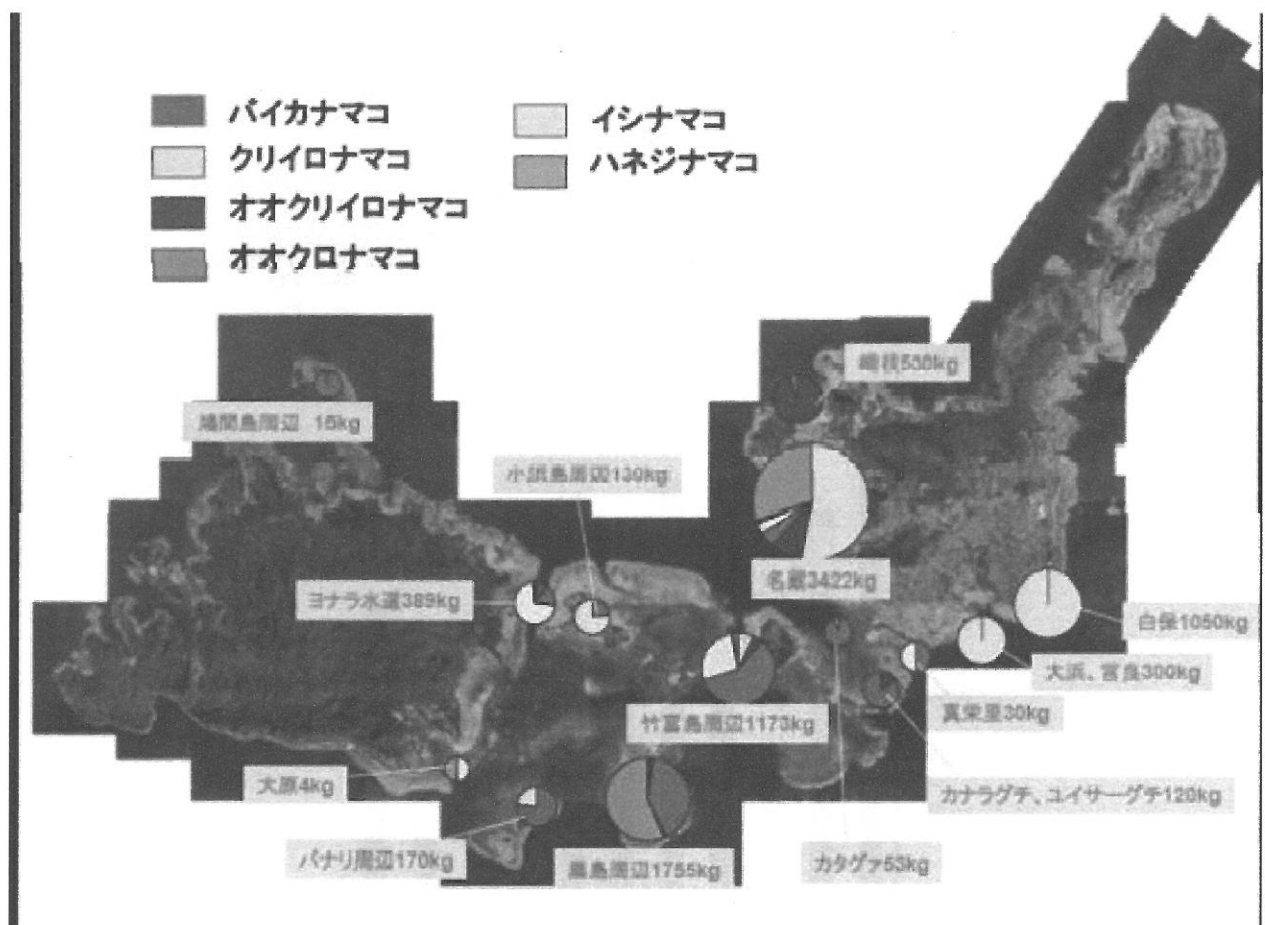 バイカナマコ
クリイロナマコ
オオクリイロナマコ
オオクロナマコ
イシナマコ
ハネジナマコ
530kg
鳩間島周辺 15kg
小浜島周辺130kg
名蔵3422kg
ヨナラ水道389kg
白保1050kg
大浜、宮良300kg
真栄里30kg
竹富島周辺1173kg
大原4kg
カナラグチ、ユイサーグチ120kg
パナリ周辺170kg
黒島周辺1755kg
カタグァ53kg